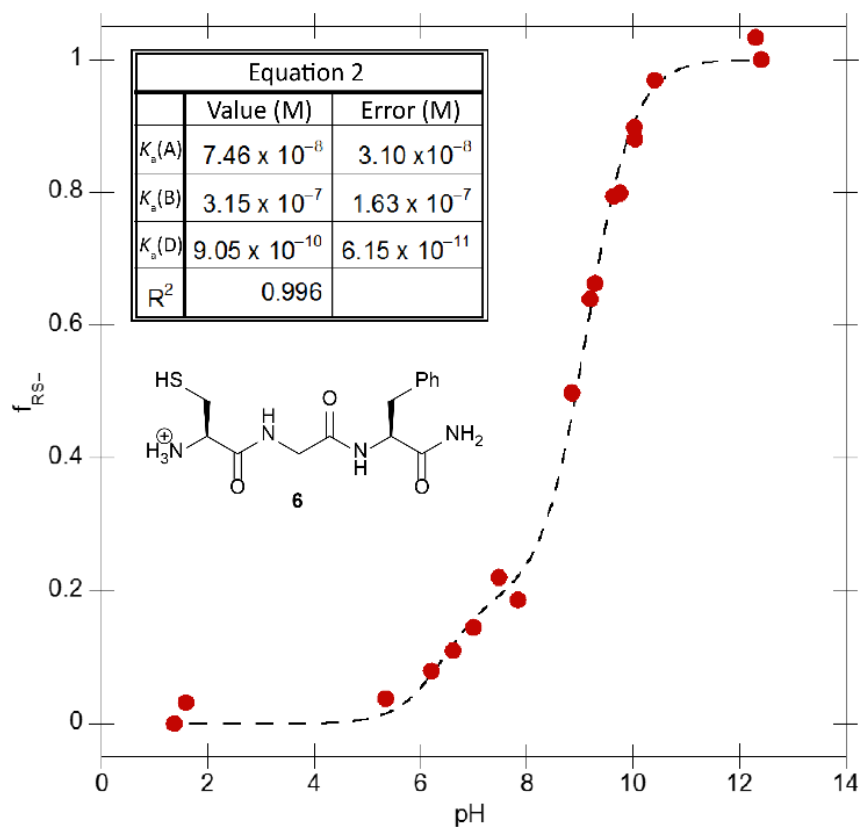 Equation 2
Value (M) Error (M)
Kₐ(A) 7.46 x 10⁻⁸ 3.10 x10⁻⁸
Kₐ(B) 3.15 x 10⁻⁷ 1.63 x 10⁻⁷
Kₐ(D) 9.05 x 10⁻¹⁰ 6.15 x 10⁻¹¹
R² 0.996
1
0.8
0.6
0.4
0.2
0
f_RS–
HS
Ph
O
H
N
⊕
H₃N
O
N
H
O
NH₂
6
0 2 4 6 8 10 12 14
pH